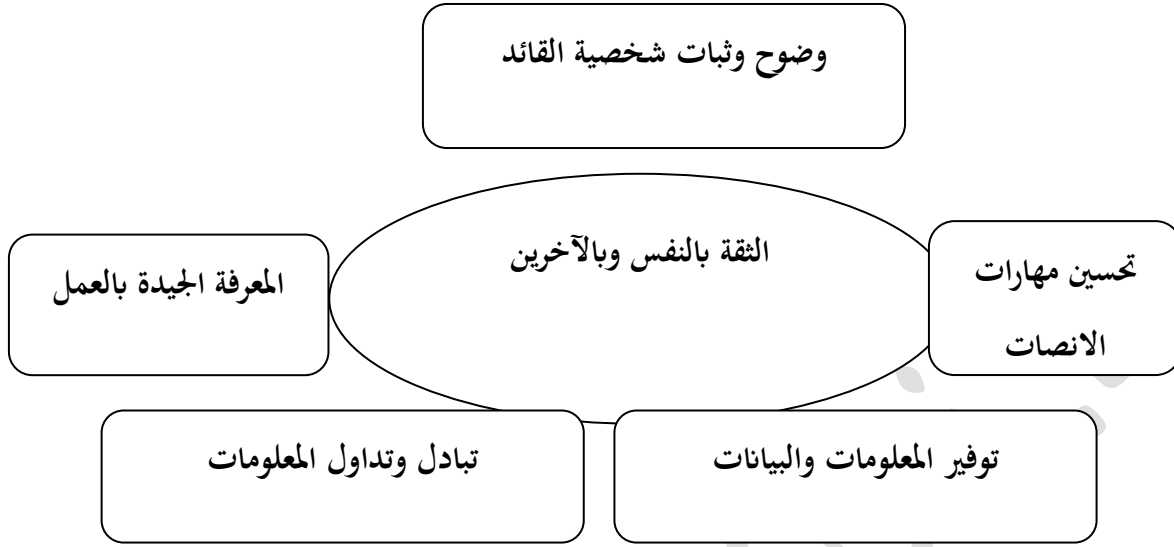 وضوح وثبات شخصية القائد
الثقة بالنفس وبالآخرين
تحسين مهارات
الانصات
المعرفة الجيدة بالعمل
توفير المعلومات والبيانات
تبادل وتداول المعلومات